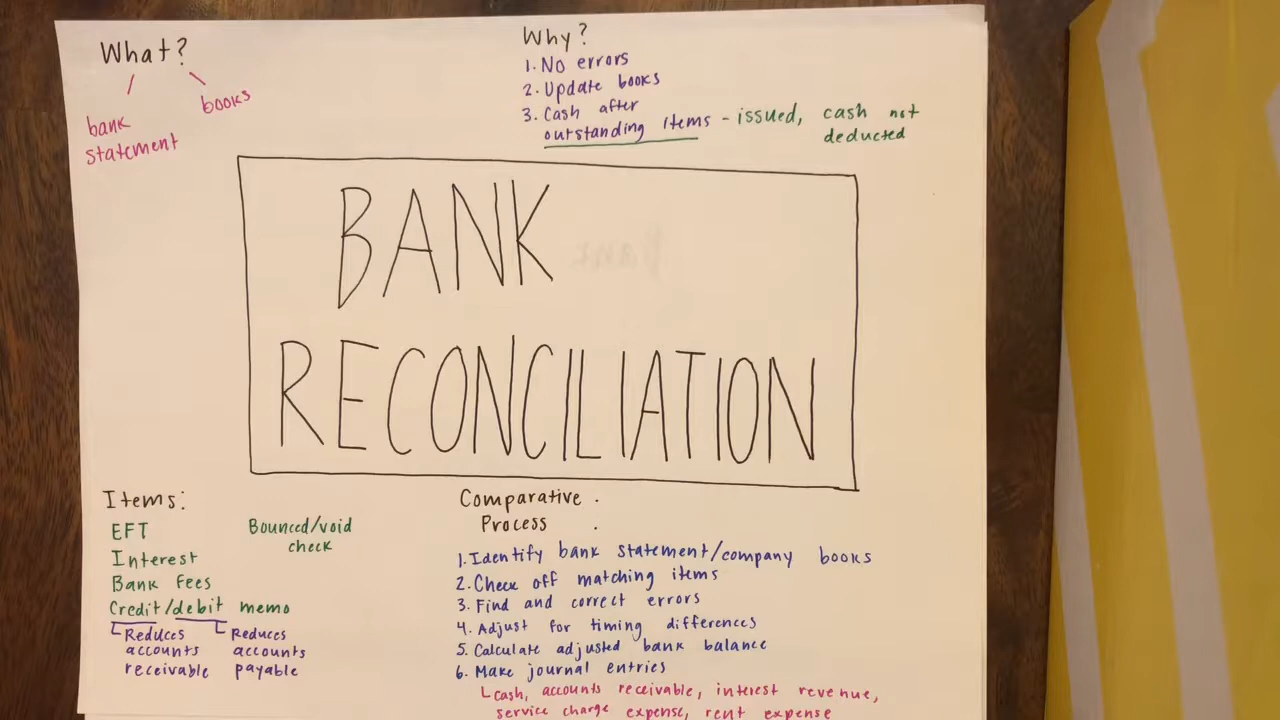 What?
bank
statement
books
Why?
1. No errors
2. Update books
3. Cash after
outstanding items - issued, cash not
deducted
BANK
RECONCILIATION
Items:
EFT
Interest
Bank Fees
Credit/debit memo
Reduces
accounts
receivable
Reduces
accounts
payable
Bounced/void
check
Comparative
Process
1. Identify bank statement/company books
2. Check off matching items
3. Find and correct errors
4. Adjust for timing differences
5. Calculate adjusted bank balance
6. Make journal entries
cash, accounts receivable, interest revenue,
service charge expense, rent expense